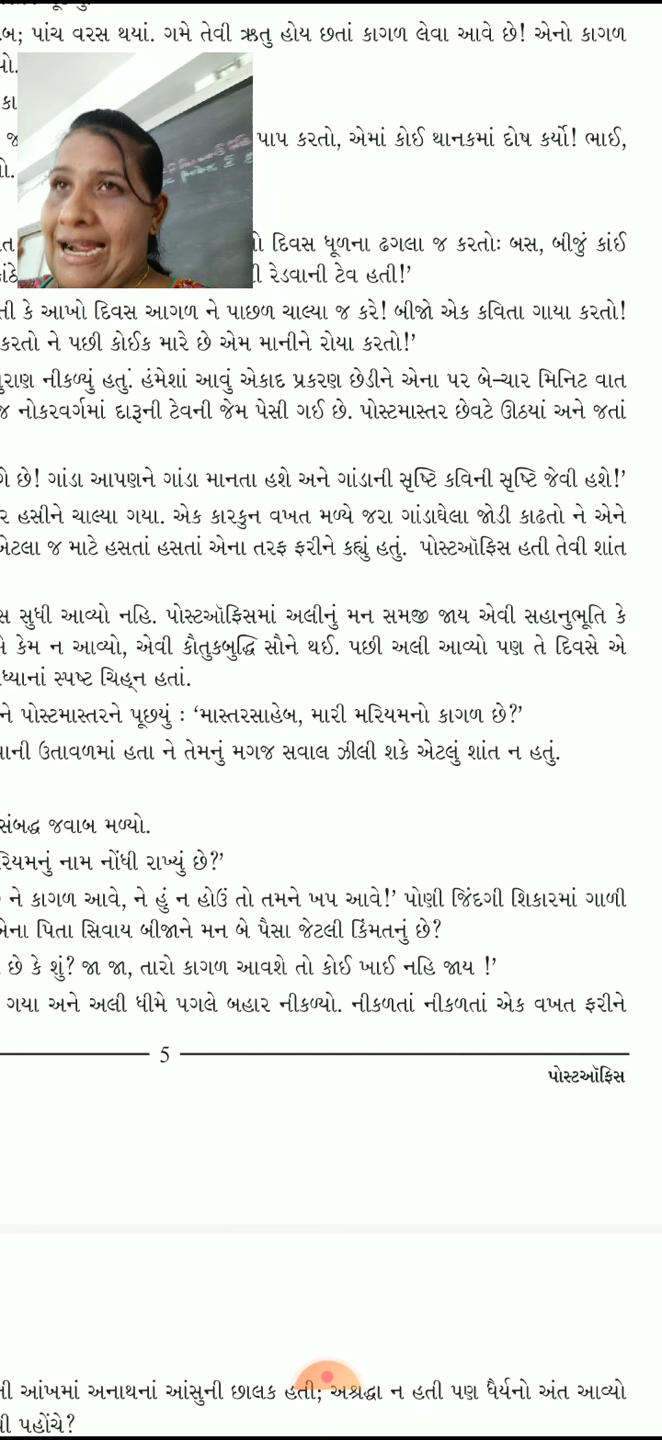 પાંચ વરસ થયાં. ગમે તેવી ઋતુ હોય છતાં કાગળ લેવા આવે છે! એનો કાગળ
પાપ કરતો, એમાં કોઈ થાનકમાં દોષ કર્યો! ભાઈ,
દિવસ ધૂળના ઢગલા જ કરતોઃ બસ, બીજું કાંઈ
રેડવાની ટેવ હતી!’
કે આખો દિવસ આગળ ને પાછળ ચાલ્યા જ કરે! બીજો એક કવિતા ગાયા કરતો!
કરતો ને પછી કોઈક મારે છે એમ માનીને રોયા કરતો!’
નીકળ્યું હતું. હંમેશાં આવું એકાદ પ્રકરણ છેડીને એના પર બે–ચાર મિનિટ વાત
નોકરવર્ગમાં દારૂની ટેવની જેમ પેસી ગઈ છે. પોસ્ટમાસ્તર છેવટે ઊઠયાં અને જતાં
છે! ગાંડા આપણને ગાંડા માનતા હશે અને ગાંડાની સૃષ્ટિ કવિની સૃષ્ટિ જેવી હશે!’
હસીને ચાલ્યા ગયા. એક કારકુન વખત મળ્યે જરા ગાંડાઘેલા જોડી કાઢતો ને એને
એટલા જ માટે હસતાં હસતાં એના તરફ ફરીને કહ્યું હતું. પોસ્ટઑફિસ હતી તેવી શાંત
સુધી આવ્યો નહિ. પોસ્ટઑફિસમાં અલીનું મન સમજી જાય એવી સહાનુભૂતિ કે
કેમ ન આવ્યો, એવી કૌતુકબુદ્ધિ સૌને થઈ. પછી અલી આવ્યો પણ તે દિવસે એ
સ્પષ્ટ ચિહ્ન હતાં.
પોસ્ટમાસ્તરને પૂછયું : ‘માસ્તરસાહેબ, મારી મરિયમનો કાગળ છે?’
ઉતાવળમાં હતા ને તેમનું મગજ સવાલ ઝીલી શકે એટલું શાંત ન હતું.
જવાબ મળ્યો.
નામ નોંધી રાખ્યું છે?’
ને કાગળ આવે, ને હું ન હોઉં તો તમને ખપ આવે!’ પોણી જિંદગી શિકારમાં ગાળી
પિતા સિવાય બીજાને મન બે પૈસા જેટલી કિંમતનું છે?
છે કે શું? જા જા, તારો કાગળ આવશે તો કોઈ ખાઈ નહિ જાય !’
ગયા અને અલી ધીમે પગલે બહાર નીકળ્યો. નીકળતાં નીકળતાં એક વખત ફરીને
5
પોસ્ટઑફિસ
આંખમાં અનાથનાં આંસુની છાલક હતી; અશ્રદ્ધા ન હતી પણ ધૈર્યનો અંત આવ્યો
પહોંચે?